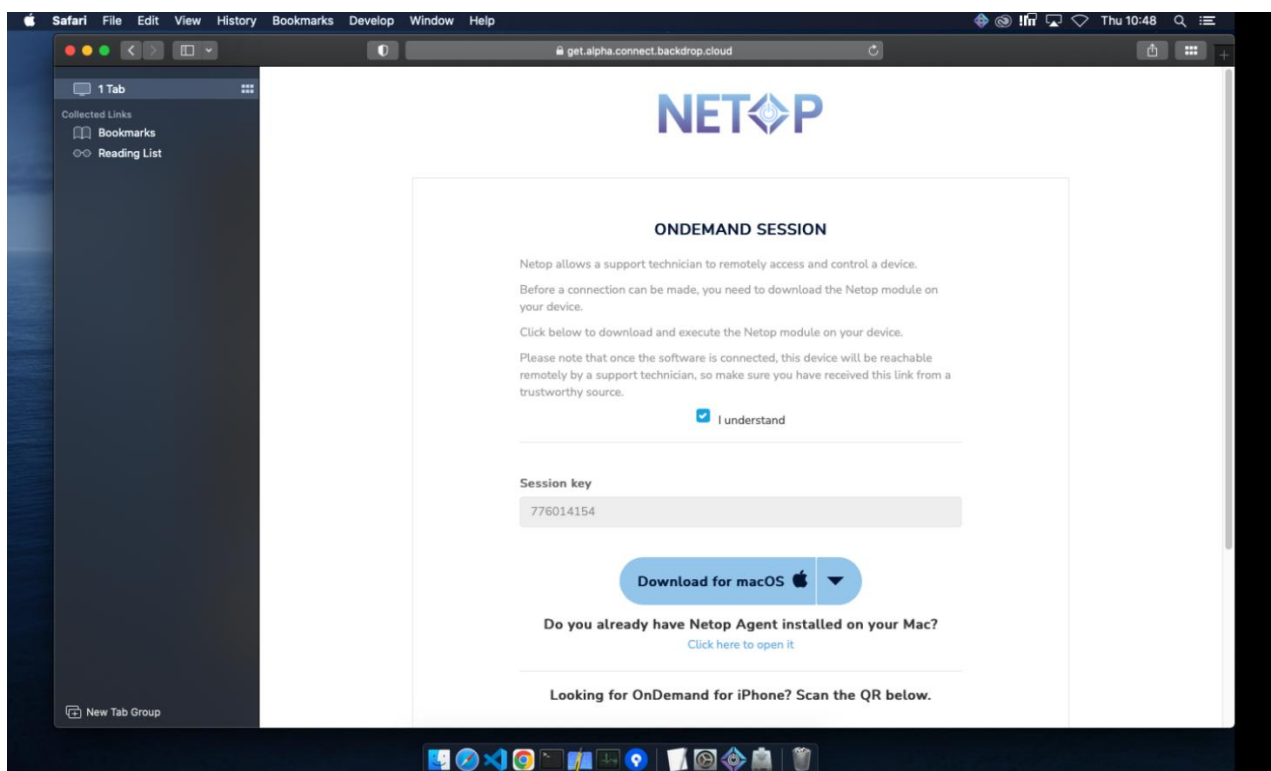 Safari File Edit View History Bookmarks Develop Window Help Thu 10:48
get.alpha.connect.backdrop.cloud
1 Tab
Collected Links
Bookmarks
Reading List
New Tab Group
NETOP
ONDEMAND SESSION
Netop allows a support technician to remotely access and control a device.
Before a connection can be made, you need to download the Netop module on
your device.
Click below to download and execute the Netop module on your device.
Please note that once the software is connected, this device will be reachable
remotely by a support technician, so make sure you have received this link from a
trustworthy source.
I understand
Session key
776014154
Download for macOS
Do you already have Netop Agent installed on your Mac?
Click here to open it
Looking for OnDemand for iPhone? Scan the QR below.